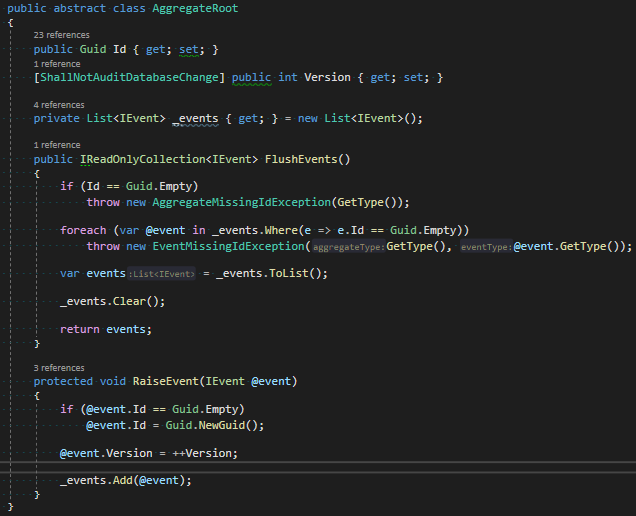 public abstract class AggregateRoot
{
23 references
public Guid Id { get; set; }
1 reference
[ShallNotAuditDatabaseChange] public int Version { get; set; }
4 references
private List<IEvent> _events { get; } = new List<IEvent>();
1 reference
public IReadOnlyCollection<IEvent> FlushEvents()
{
if (Id == Guid.Empty)
throw new AggregateMissingIdException(GetType());
foreach (var @event in _events.Where(e => e.Id == Guid.Empty))
throw new EventMissingIdException(aggregateType:GetType(), eventType:@event.GetType());
var events:List<IEvent> = _events.ToList();
_events.Clear();
return events;
}
3 references
protected void RaiseEvent(IEvent @event)
{
if (@event.Id == Guid.Empty)
@event.Id = Guid.NewGuid();
@event.Version = ++Version;
_events.Add(@event);
}
}